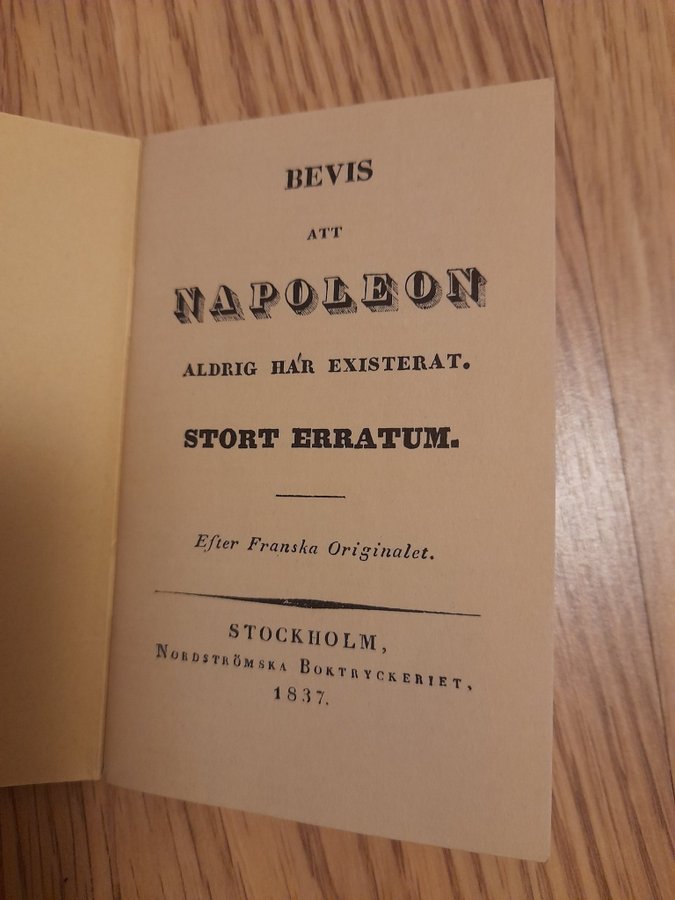 BEVIS
ATT
NAPOLEON
ALDRIG HAR EXISTERAT.
STORT ERRATUM.
Efter Franska Originalet.
STOCKHOLM,
NORDSTRÖMSKA BOKTRYCKERIET,
1837.